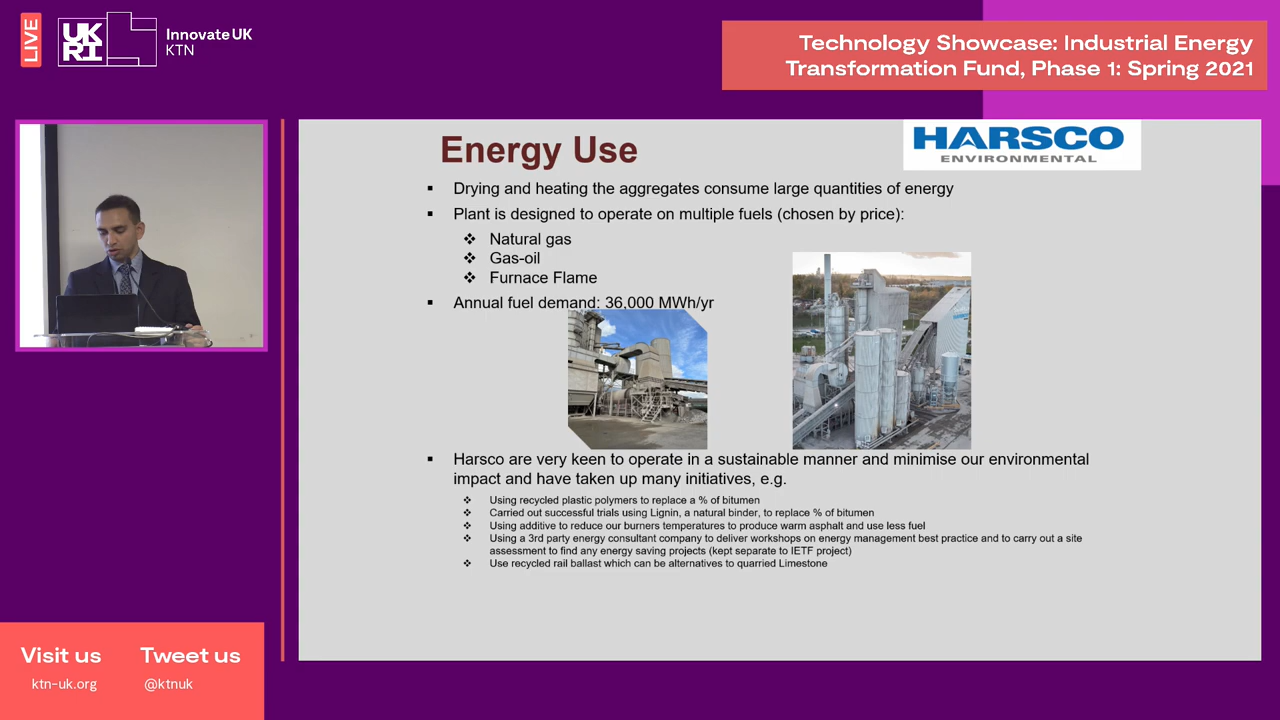 LIVE
UK
RI
Innovate UK
KTN
Technology Showcase: Industrial Energy
Transformation Fund, Phase 1: Spring 2021
Energy Use
HARSCO
ENVIRONMENTAL
▪ Drying and heating the aggregates consume large quantities of energy
▪ Plant is designed to operate on multiple fuels (chosen by price):
❖ Natural gas
❖ Gas-oil
❖ Furnace Flame
▪ Annual fuel demand: 36,000 MWh/yr
▪ Harsco are very keen to operate in a sustainable manner and minimise our environmental
impact and have taken up many initiatives, e.g.
❖ Using recycled plastic polymers to replace a % of bitumen
❖ Carried out successful trials using Lignin, a natural binder, to replace % of bitumen
❖ Using additive to reduce our burners temperatures to produce warm asphalt and use less fuel
❖ Using a 3rd party energy consultant company to deliver workshops on energy management best practice and to carry out a site
assessment to find any energy saving projects (kept separate to IETF project)
❖ Use recycled rail ballast which can be alternatives to quarried Limestone
Visit us
ktn-uk.org
Tweet us
@ktnuk